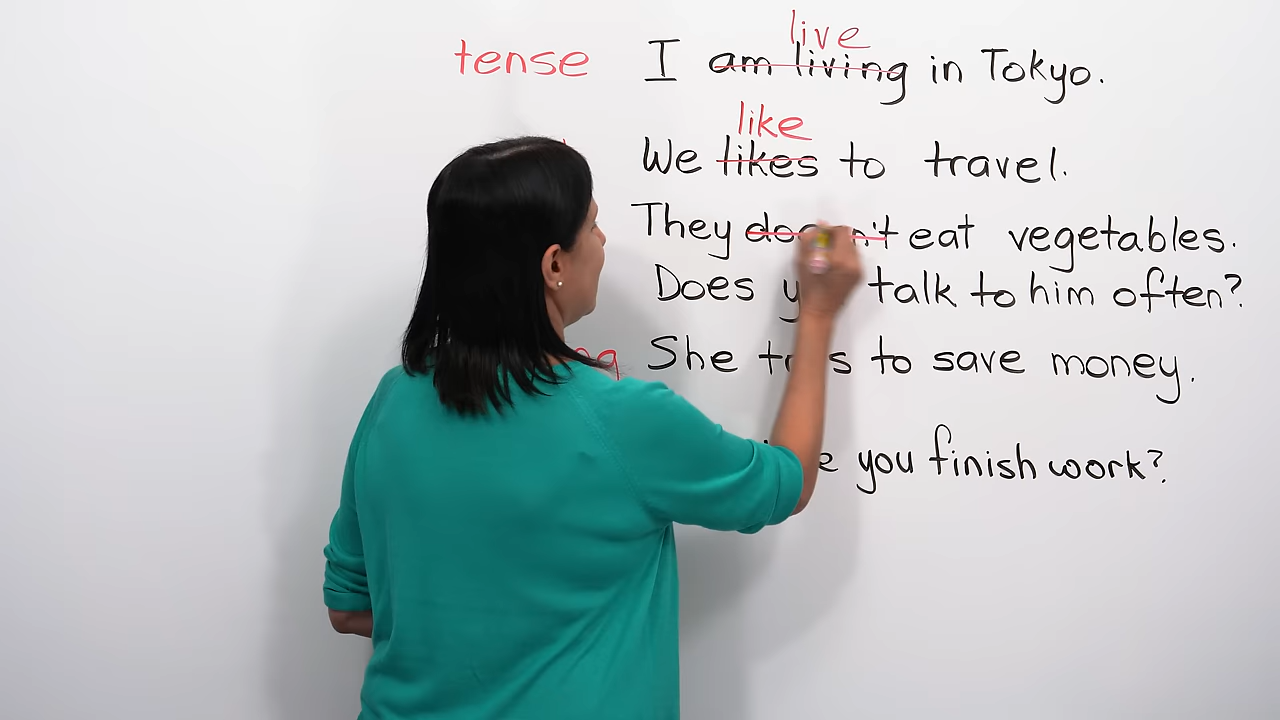 live
tense I am living in Tokyo.
like
We likes to travel.
They eat vegetables.
Does talk to him often?
She to save money.
you finish work?